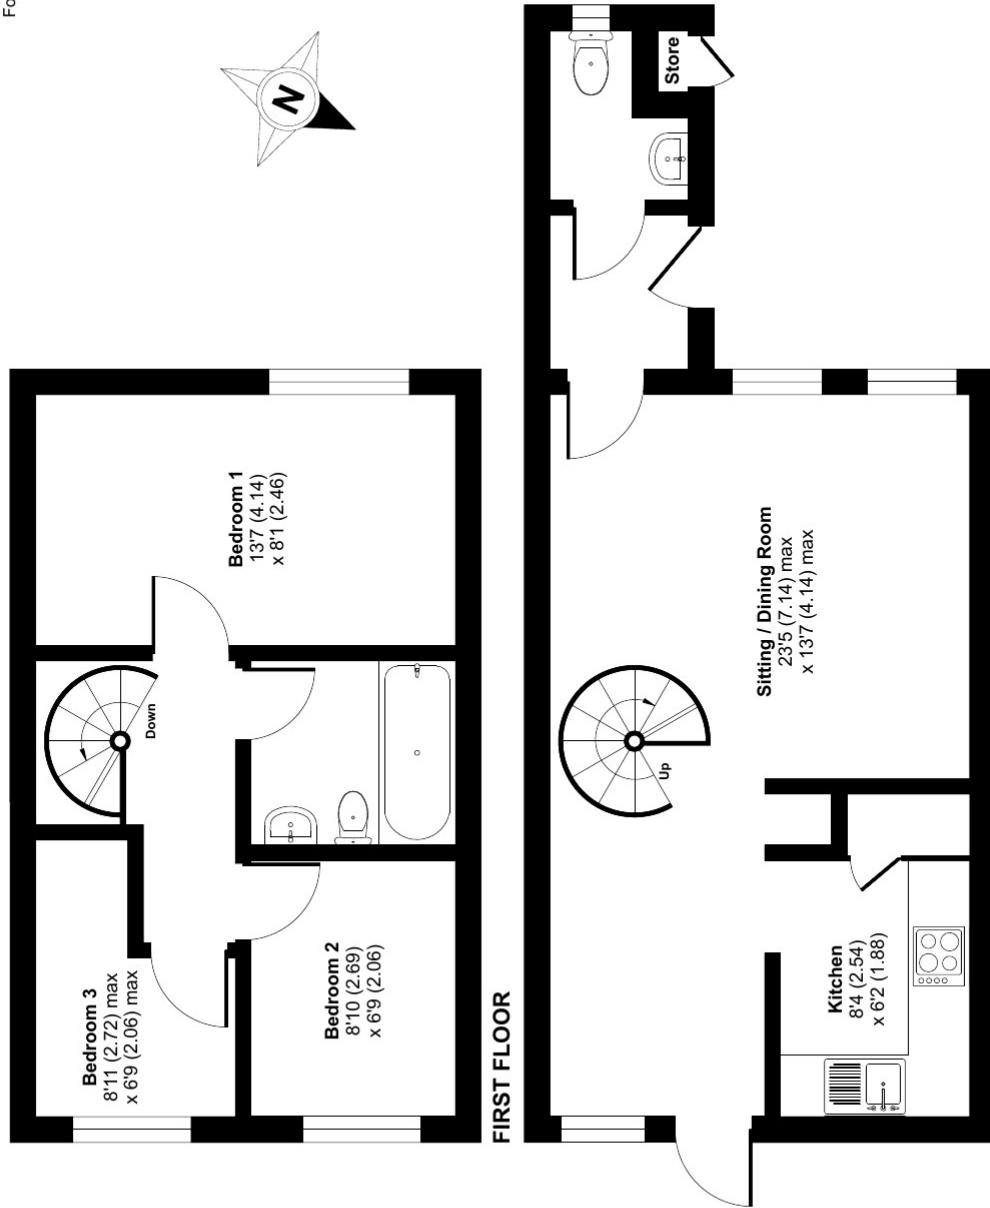 Fo
N
Store
Bedroom 1
13'7 (4.14)
x 8'1 (2.46)
Down
Bedroom 3
8'11 (2.72) max
x 6'9 (2.06) max
Bedroom 2
8'10 (2.69)
x 6'9 (2.06)
FIRST FLOOR
Sitting / Dining Room
23'5 (7.14) max
x 13'7 (4.14) max
Up
Kitchen
8'4 (2.54)
x 6'2 (1.88)